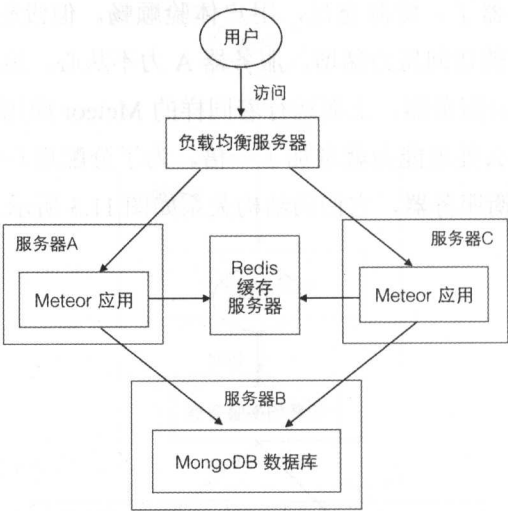 用户
访问
负载均衡服务器
服务器A
服务器C
Redis
缓存
服务器
Meteor 应用
Meteor 应用
服务器B
MongoDB 数据库